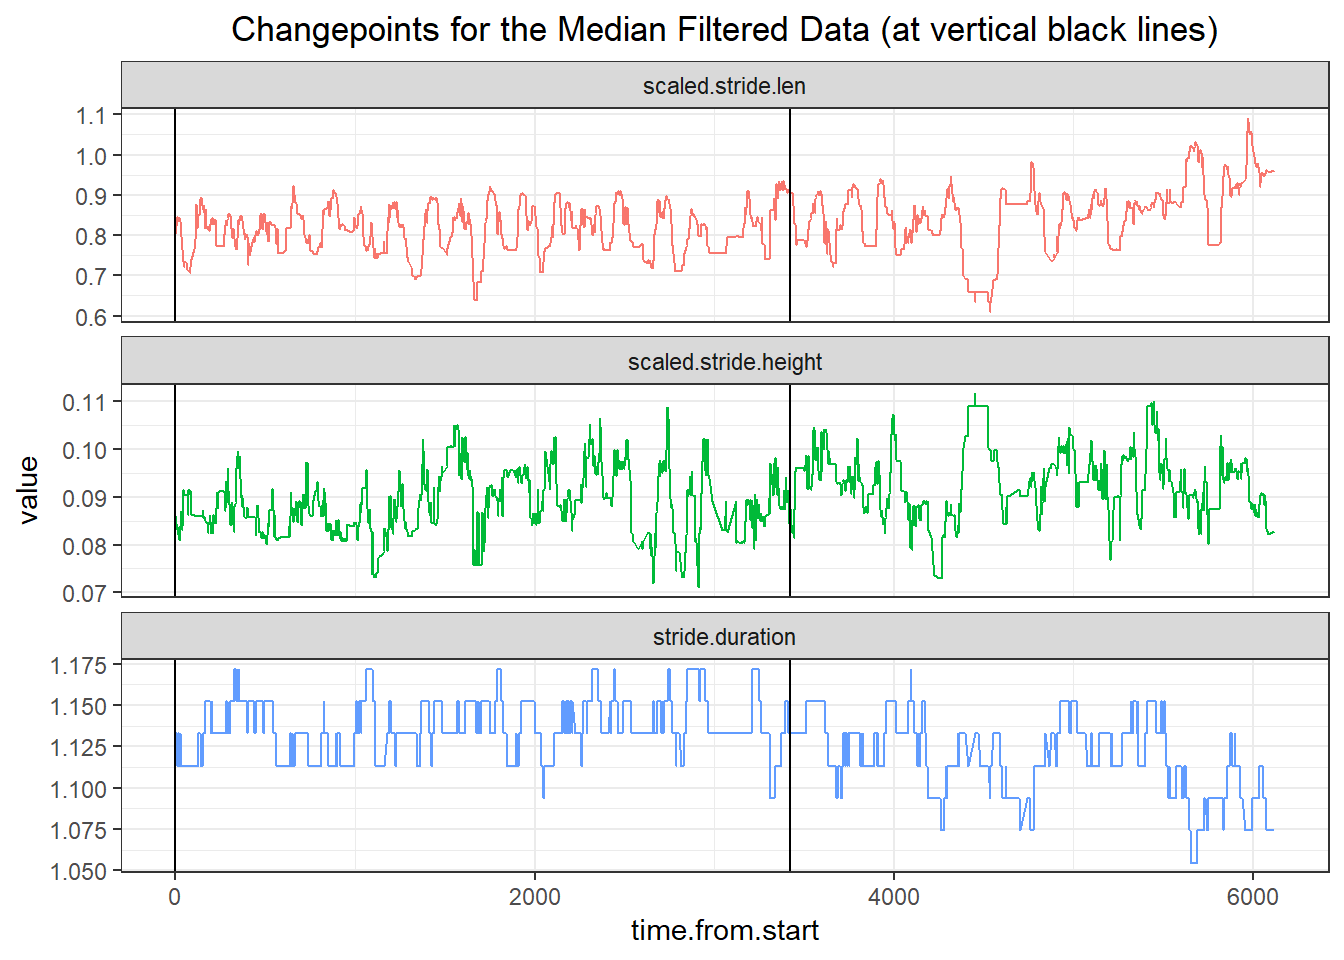 Changepoints for the Median Filtered Data (at vertical black lines)
scaled.stride.len
1.1
1.0
0.9
0.8
0.7
0.6
scaled.stride.height
0.11
0.10
0.09
0.08
0.07
value
stride.duration
1.175
1.150
1.125
1.100
1.075
1.050
0 2000 4000 6000
time.from.start